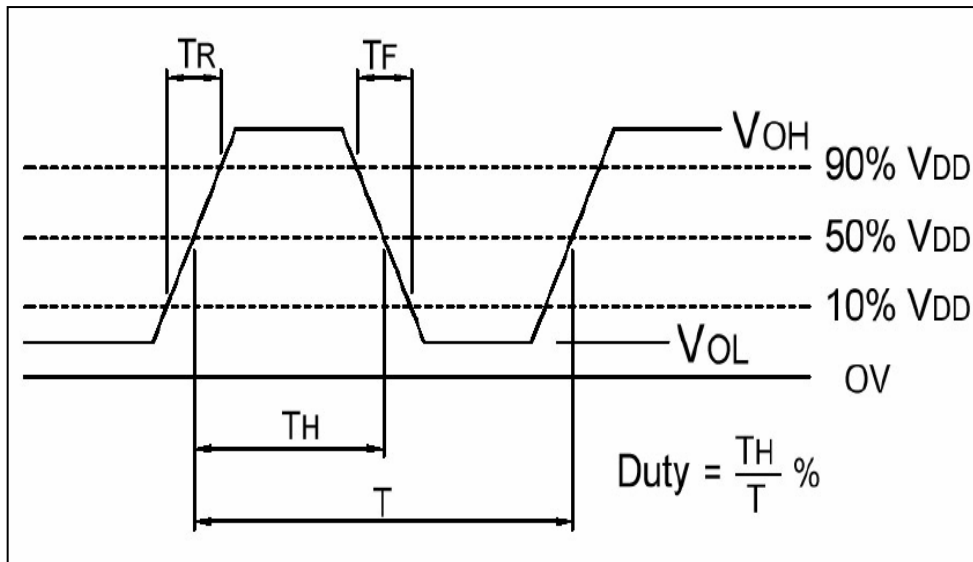 TR
TF
VOH
90% VDD
50% VDD
10% VDD
VOL
OV
TH
Duty = TH/T %
T